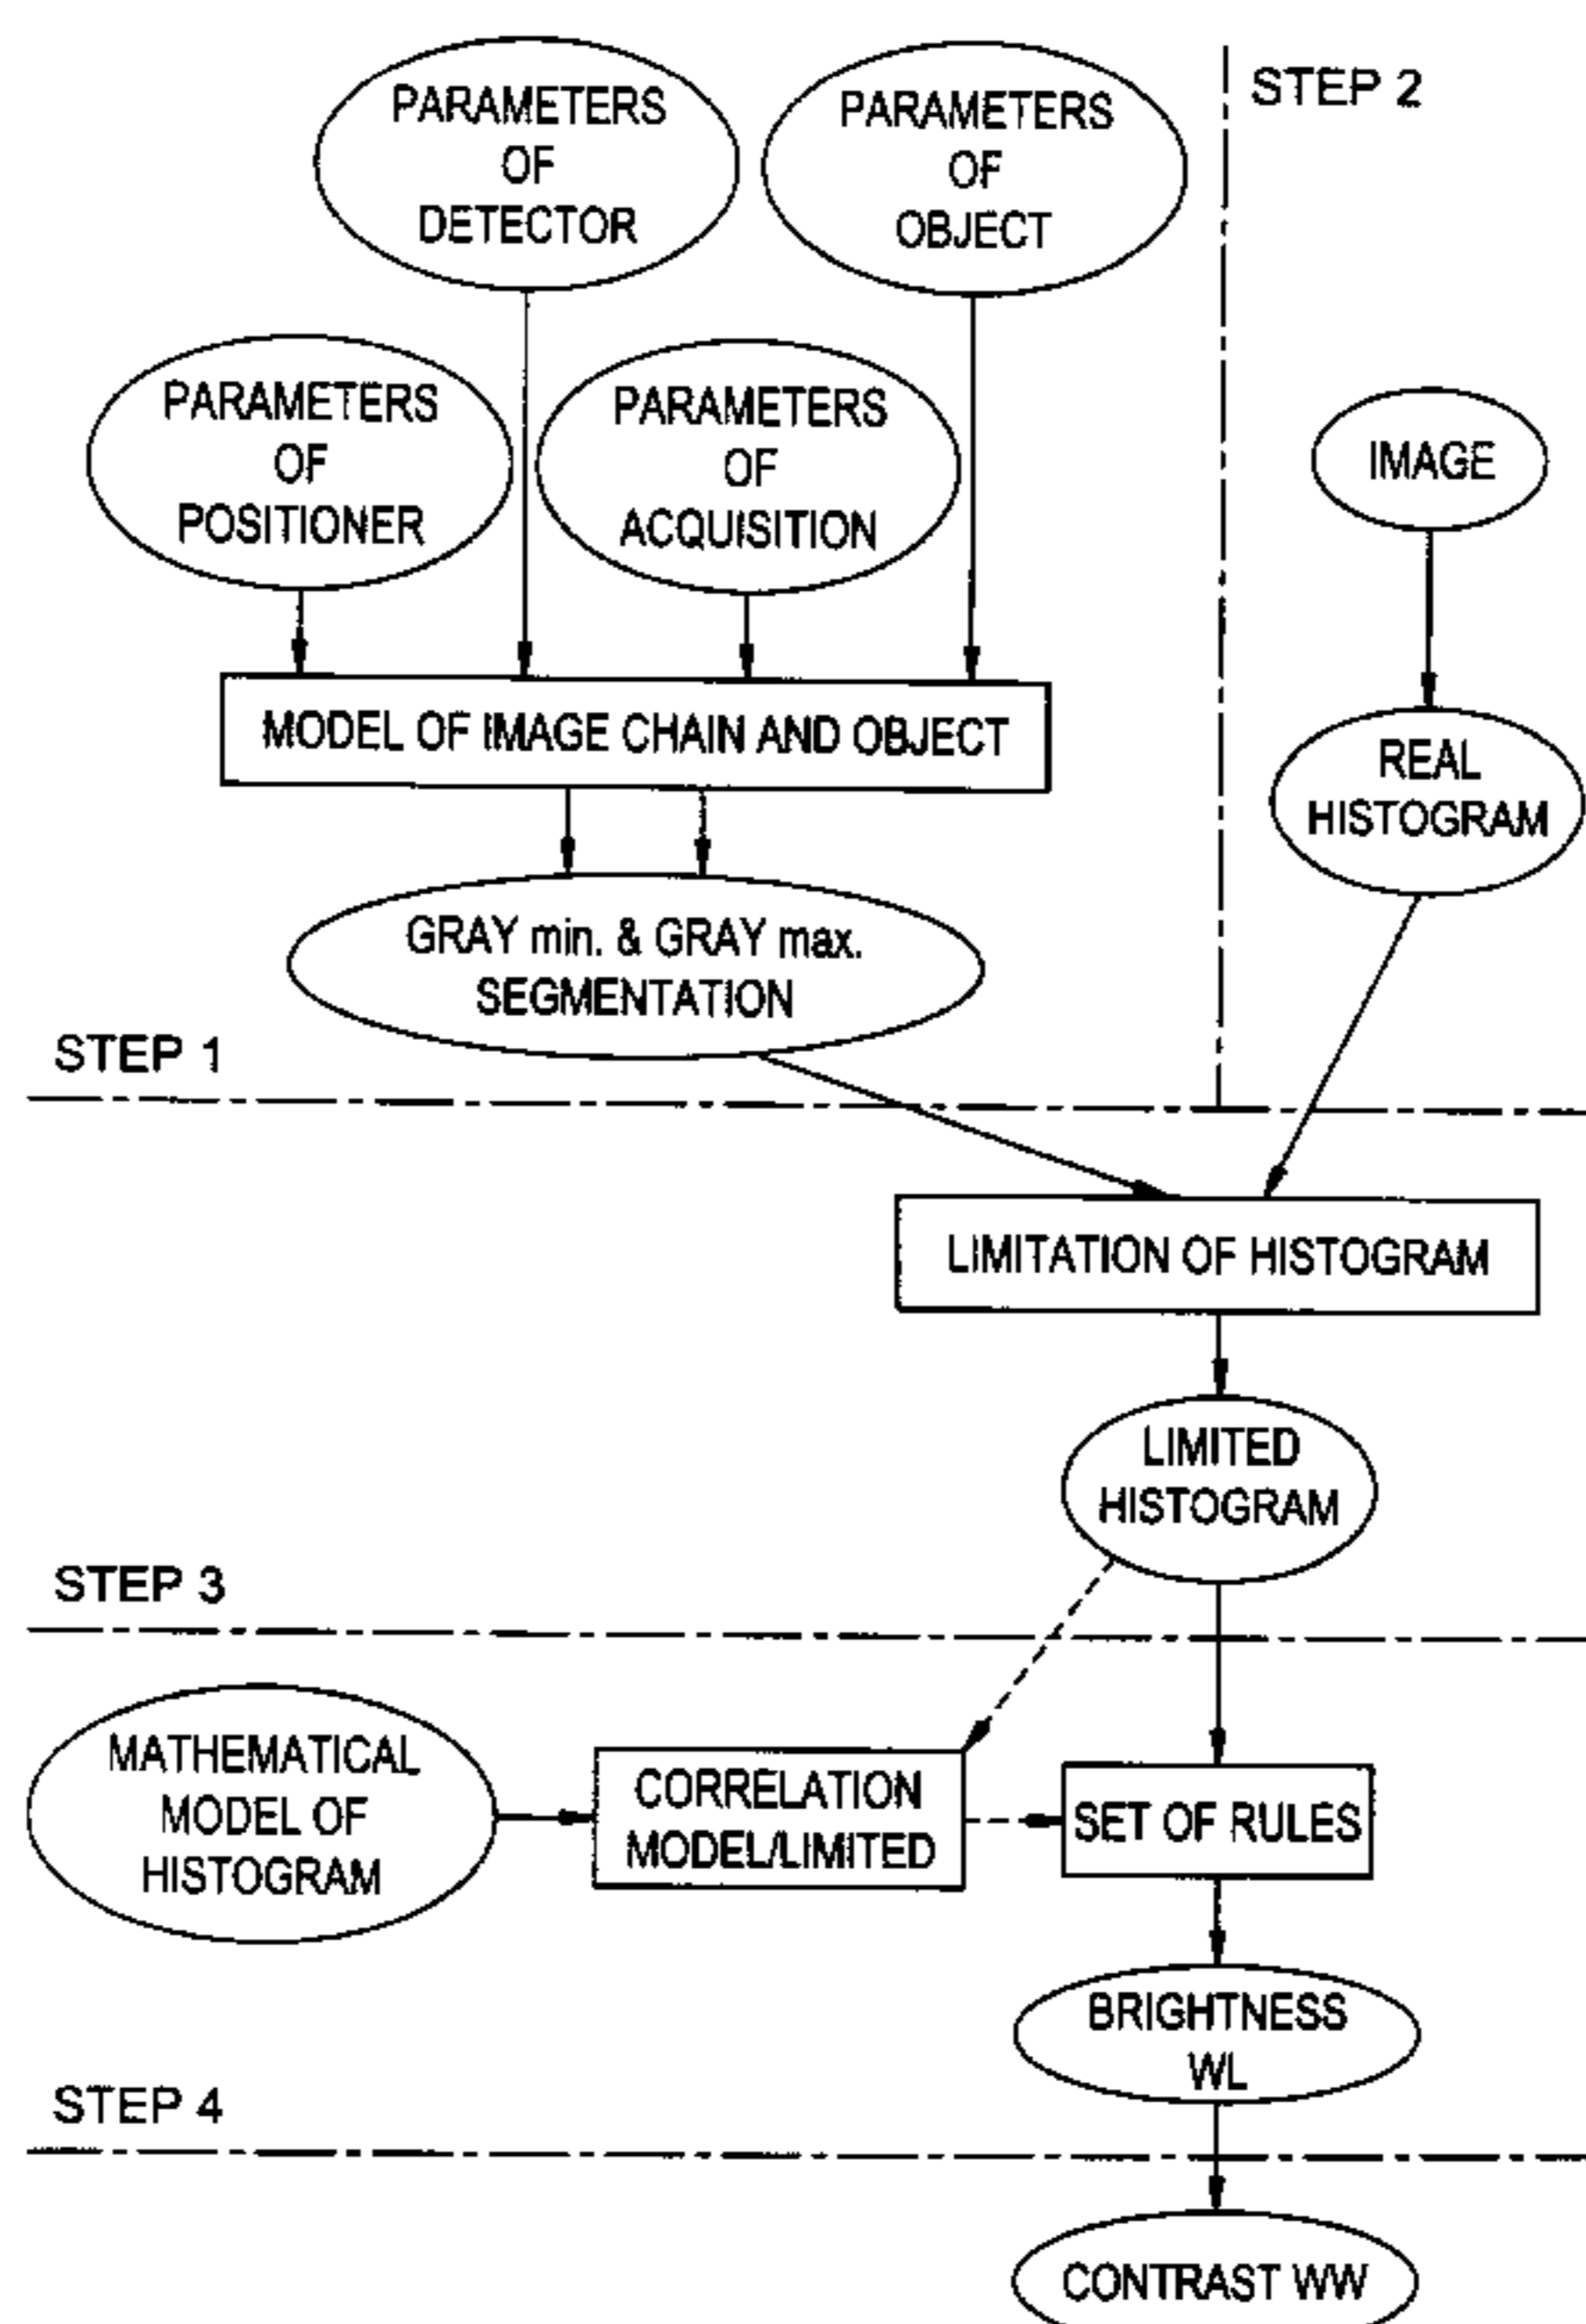 PARAMETERS
OF
DETECTOR
PARAMETERS
OF
OBJECT
STEP 2
PARAMETERS
OF
POSITIONER
PARAMETERS
OF
ACQUISITION
IMAGE
MODEL OF IMAGE CHAIN AND OBJECT
REAL
HISTOGRAM
GRAY min. & GRAY max.
SEGMENTATION
STEP 1
LIMITATION OF HISTOGRAM
LIMITED
HISTOGRAM
STEP 3
MATHEMATICAL
MODEL OF
HISTOGRAM
CORRELATION
MODEL/LIMITED
SET OF RULES
BRIGHTNESS
WL
STEP 4
CONTRAST WW